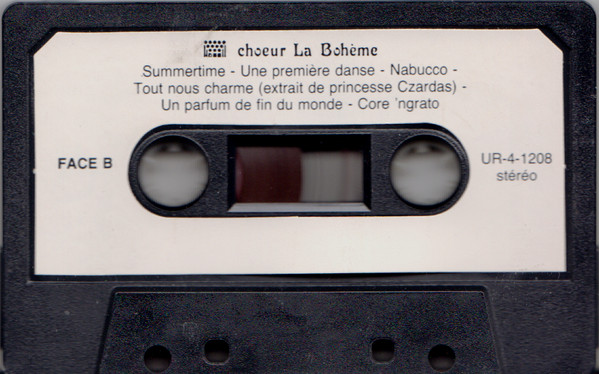 choeur La Bohème
Summertime - Une première danse - Nabucco -
Tout nous charme (extrait de princesse Czardas) -
Un parfum de fin du monde - Core 'ngrato
FACE B
UR-4-1208
stéréo